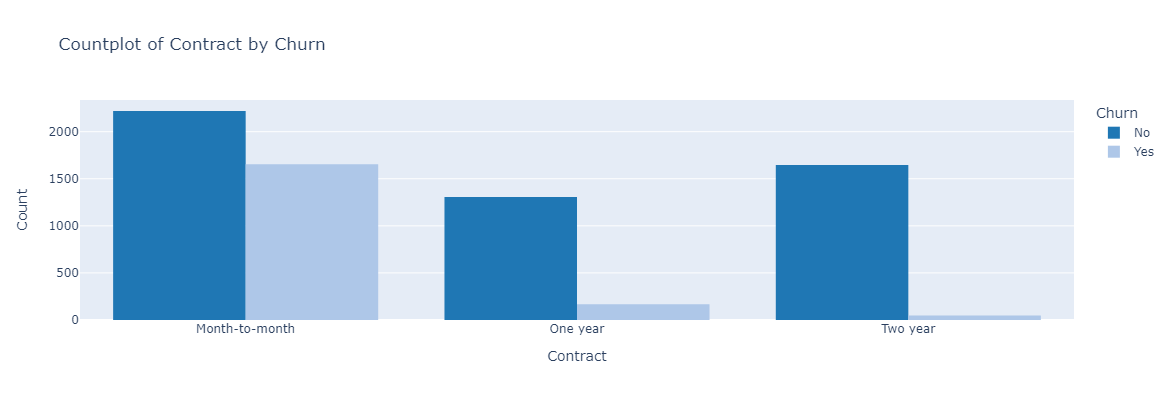 Countplot of Contract by Churn
Churn
No
Yes
2000
1500
1000
500
0
Count
Month-to-month
One year
Two year
Contract